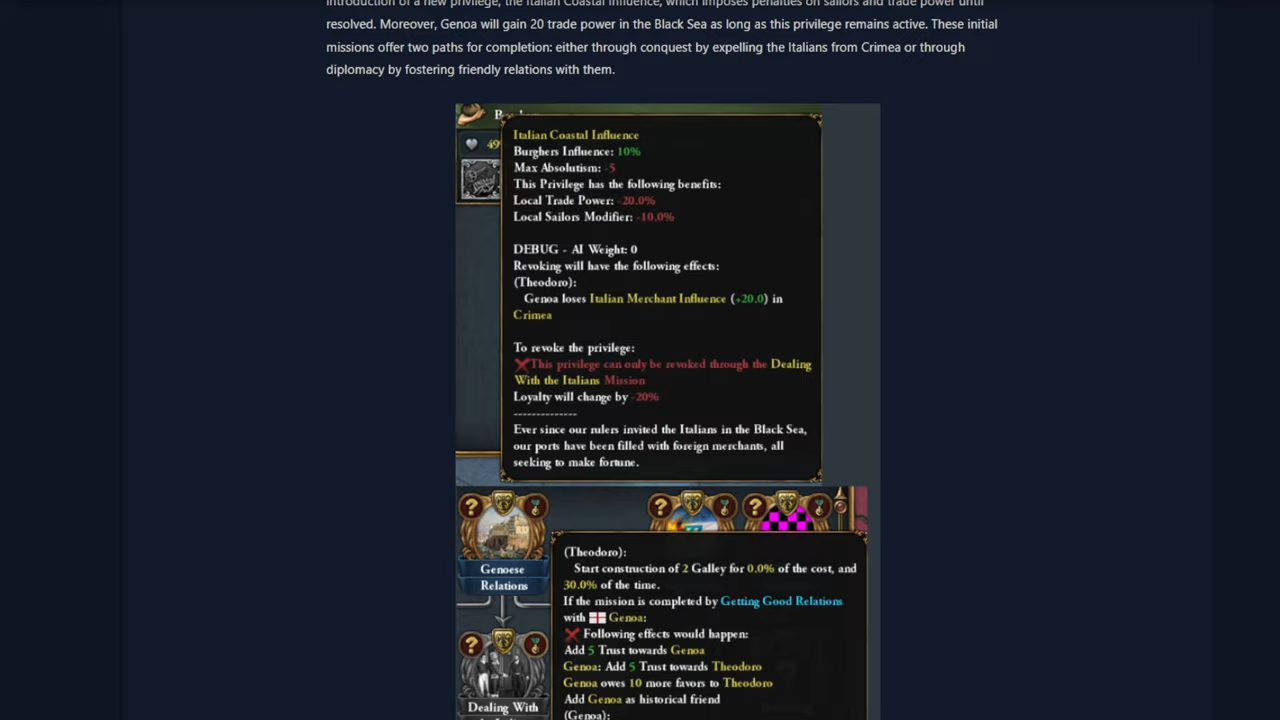 introduction of a new privilege, the Italian Coastal Influence, which imposes penalties on sailors and trade power until
resolved. Moreover, Genoa will gain 20 trade power in the Black Sea as long as this privilege remains active. These initial
missions offer two paths for completion: either through conquest by expelling the Italians from Crimea or through
diplomacy by fostering friendly relations with them.
49
Italian Coastal Influence
Burghers Influence: 10%
Max Absolutism: -5
This Privilege has the following benefits:
Local Trade Power: -20.0%
Local Sailors Modifier: -10.0%
DEBUG - AI Weight: 0
Revoking will have the following effects:
(Theodoro):
Genoa loses Italian Merchant Influence (+20.0) in
Crimea
To revoke the privilege:
This privilege can only be revoked through the Dealing
With the Italians Mission
Loyalty will change by -20%
--------------
Ever since our rulers invited the Italians in the Black Sea,
our ports have been filled with foreign merchants, all
seeking to make fortune.
Genoese
Relations
Dealing With
(Theodoro):
Start construction of 2 Galley for 0.0% of the cost, and
30.0% of the time.
If the mission is completed by Getting Good Relations
with Genoa:
Following effects would happen:
Add 5 Trust towards Genoa
Genoa: Add 5 Trust towards Theodoro
Genoa owes 10 more favors to Theodoro
Add Genoa as historical friend
(Genoa):